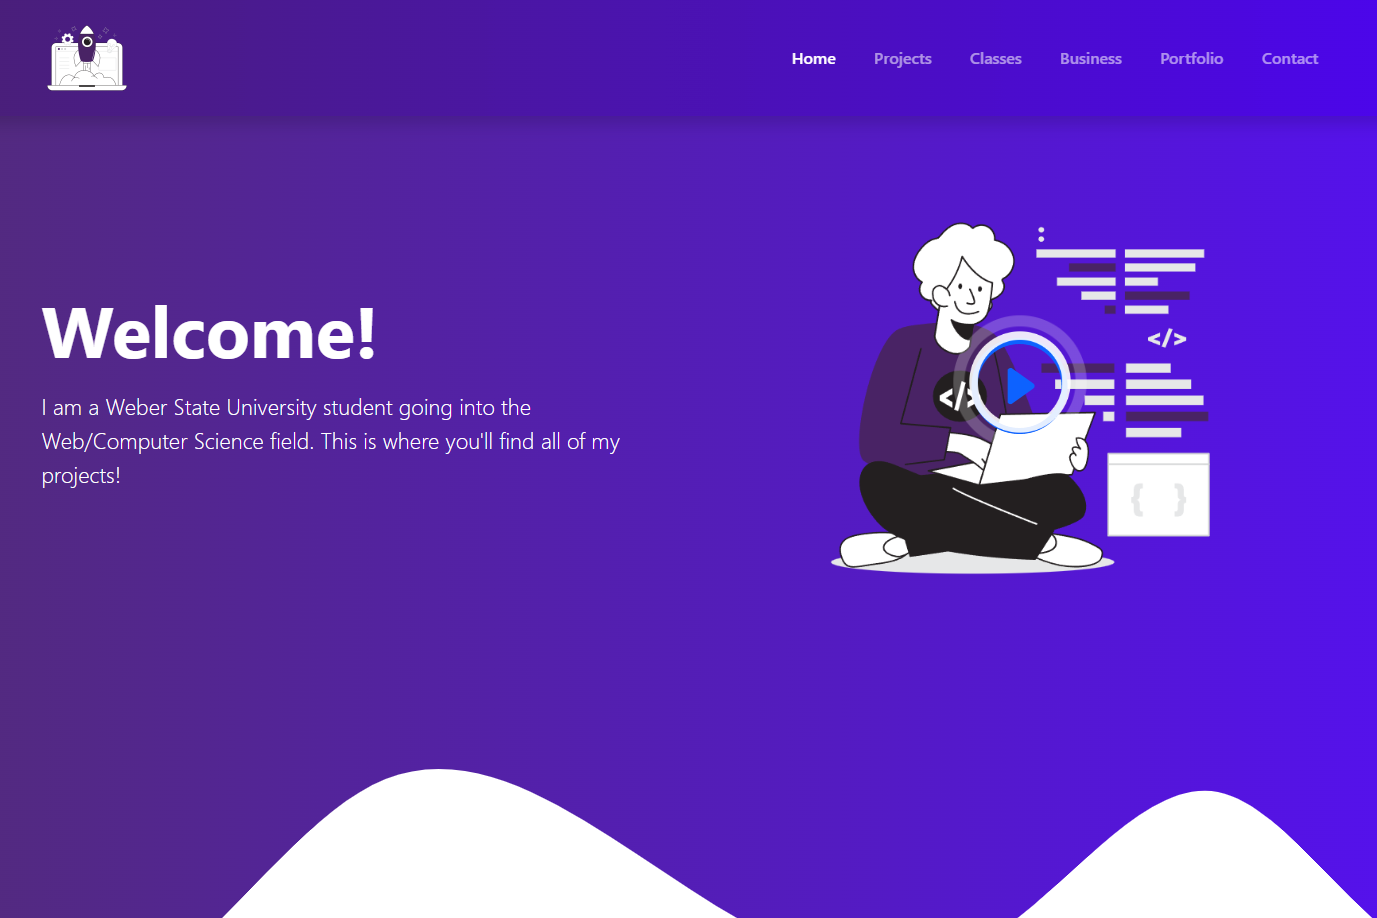 Home Projects Classes Business Portfolio Contact
Welcome!
I am a Weber State University student going into the
Web/Computer Science field. This is where you'll find all of my
projects!
:
</>
</>
{ }